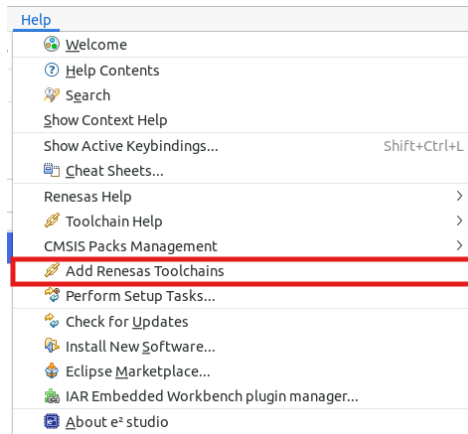 Help
Welcome
Help Contents
Search
Show Context Help
Show Active Keybindings... Shift+Ctrl+L
Cheat Sheets...
Renesas Help
Toolchain Help
CMSIS Packs Management
Add Renesas Toolchains
Perform Setup Tasks...
Check for Updates
Install New Software...
Eclipse Marketplace...
IAR Embedded Workbench plugin manager...
About e² studio